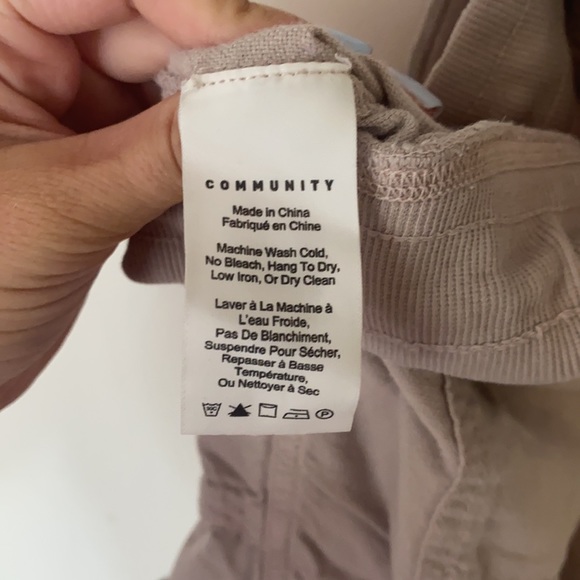 COMMUNITY
Made in China
Fabriqué en Chine
Machine Wash Cold,
No Bleach, Hang To Dry,
Low Iron, Or Dry Clean
Laver à La Machine à
L'eau Froide,
Pas De Blanchiment,
Suspendre Pour Sécher,
Repasser à Basse
Température,
Ou Nettoyer à Sec
P